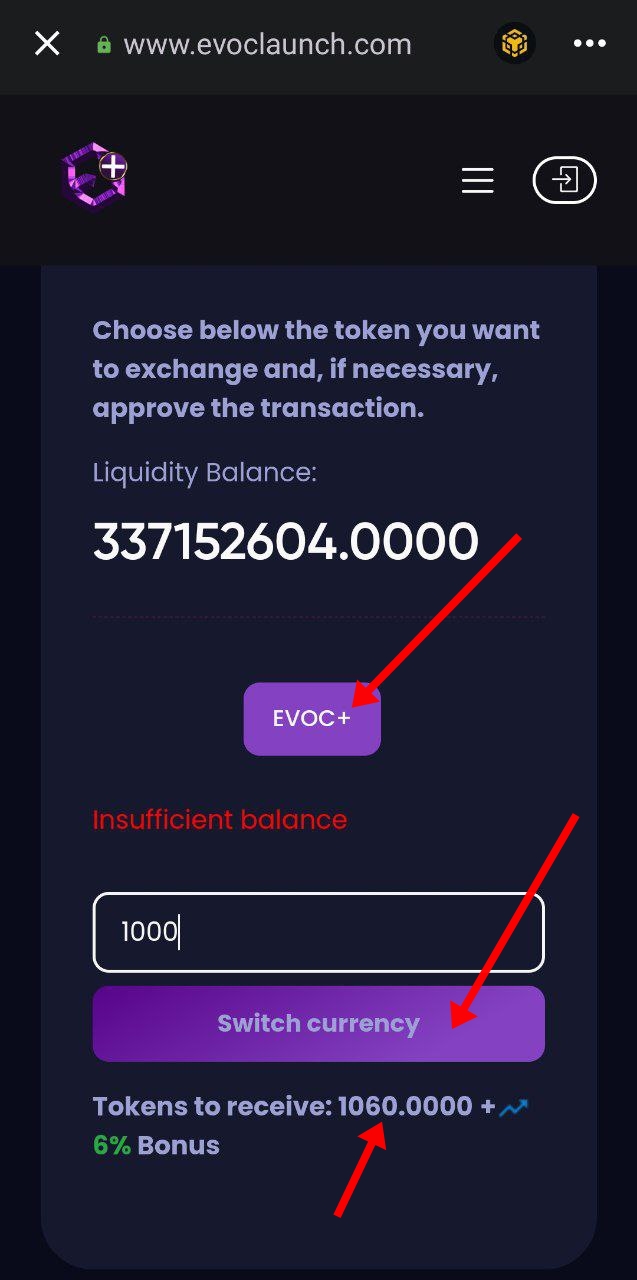 www.evoclaunch.com
Choose below the token you want
to exchange and, if necessary,
approve the transaction.
Liquidity Balance:
337152604.0000
EVOC+
Insufficient balance
1000
Switch currency
Tokens to receive: 1060.0000 +
6% Bonus